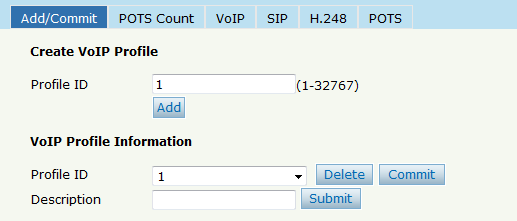 Add/Commit POTS Count VoIP SIP H.248 POTS
Create VoIP Profile
Profile ID 1 (1-32767)
Add
VoIP Profile Information
Profile ID 1 Delete Commit
Description Submit